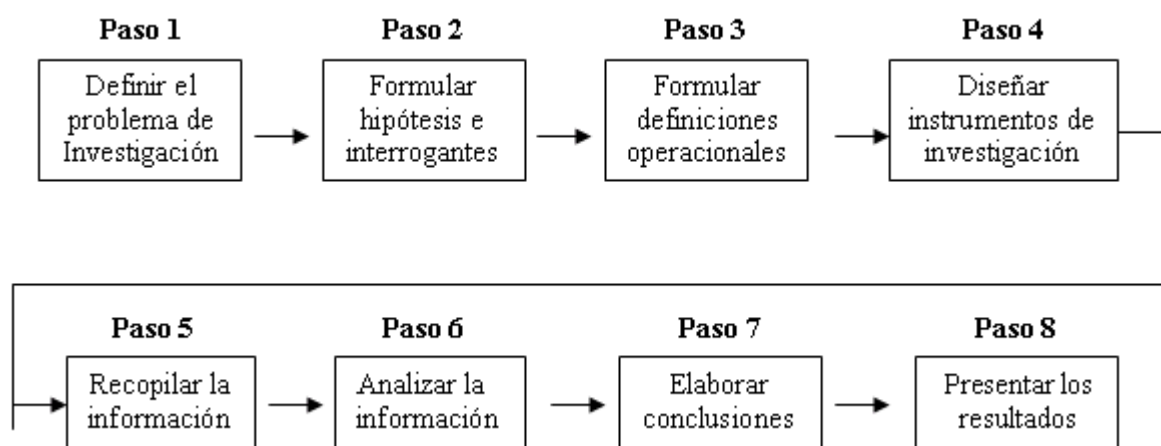 Paso 1
Definir el
problema de
Investigación
Paso 2
Formular
hipótesis e
interrogantes
Paso 3
Formular
definiciones
operacionales
Paso 4
Diseñar
instrumentos de
investigación
Paso 5
Recopilar la
información
Paso 6
Analizar la
información
Paso 7
Elaborar
conclusiones
Paso 8
Presentar los
resultados